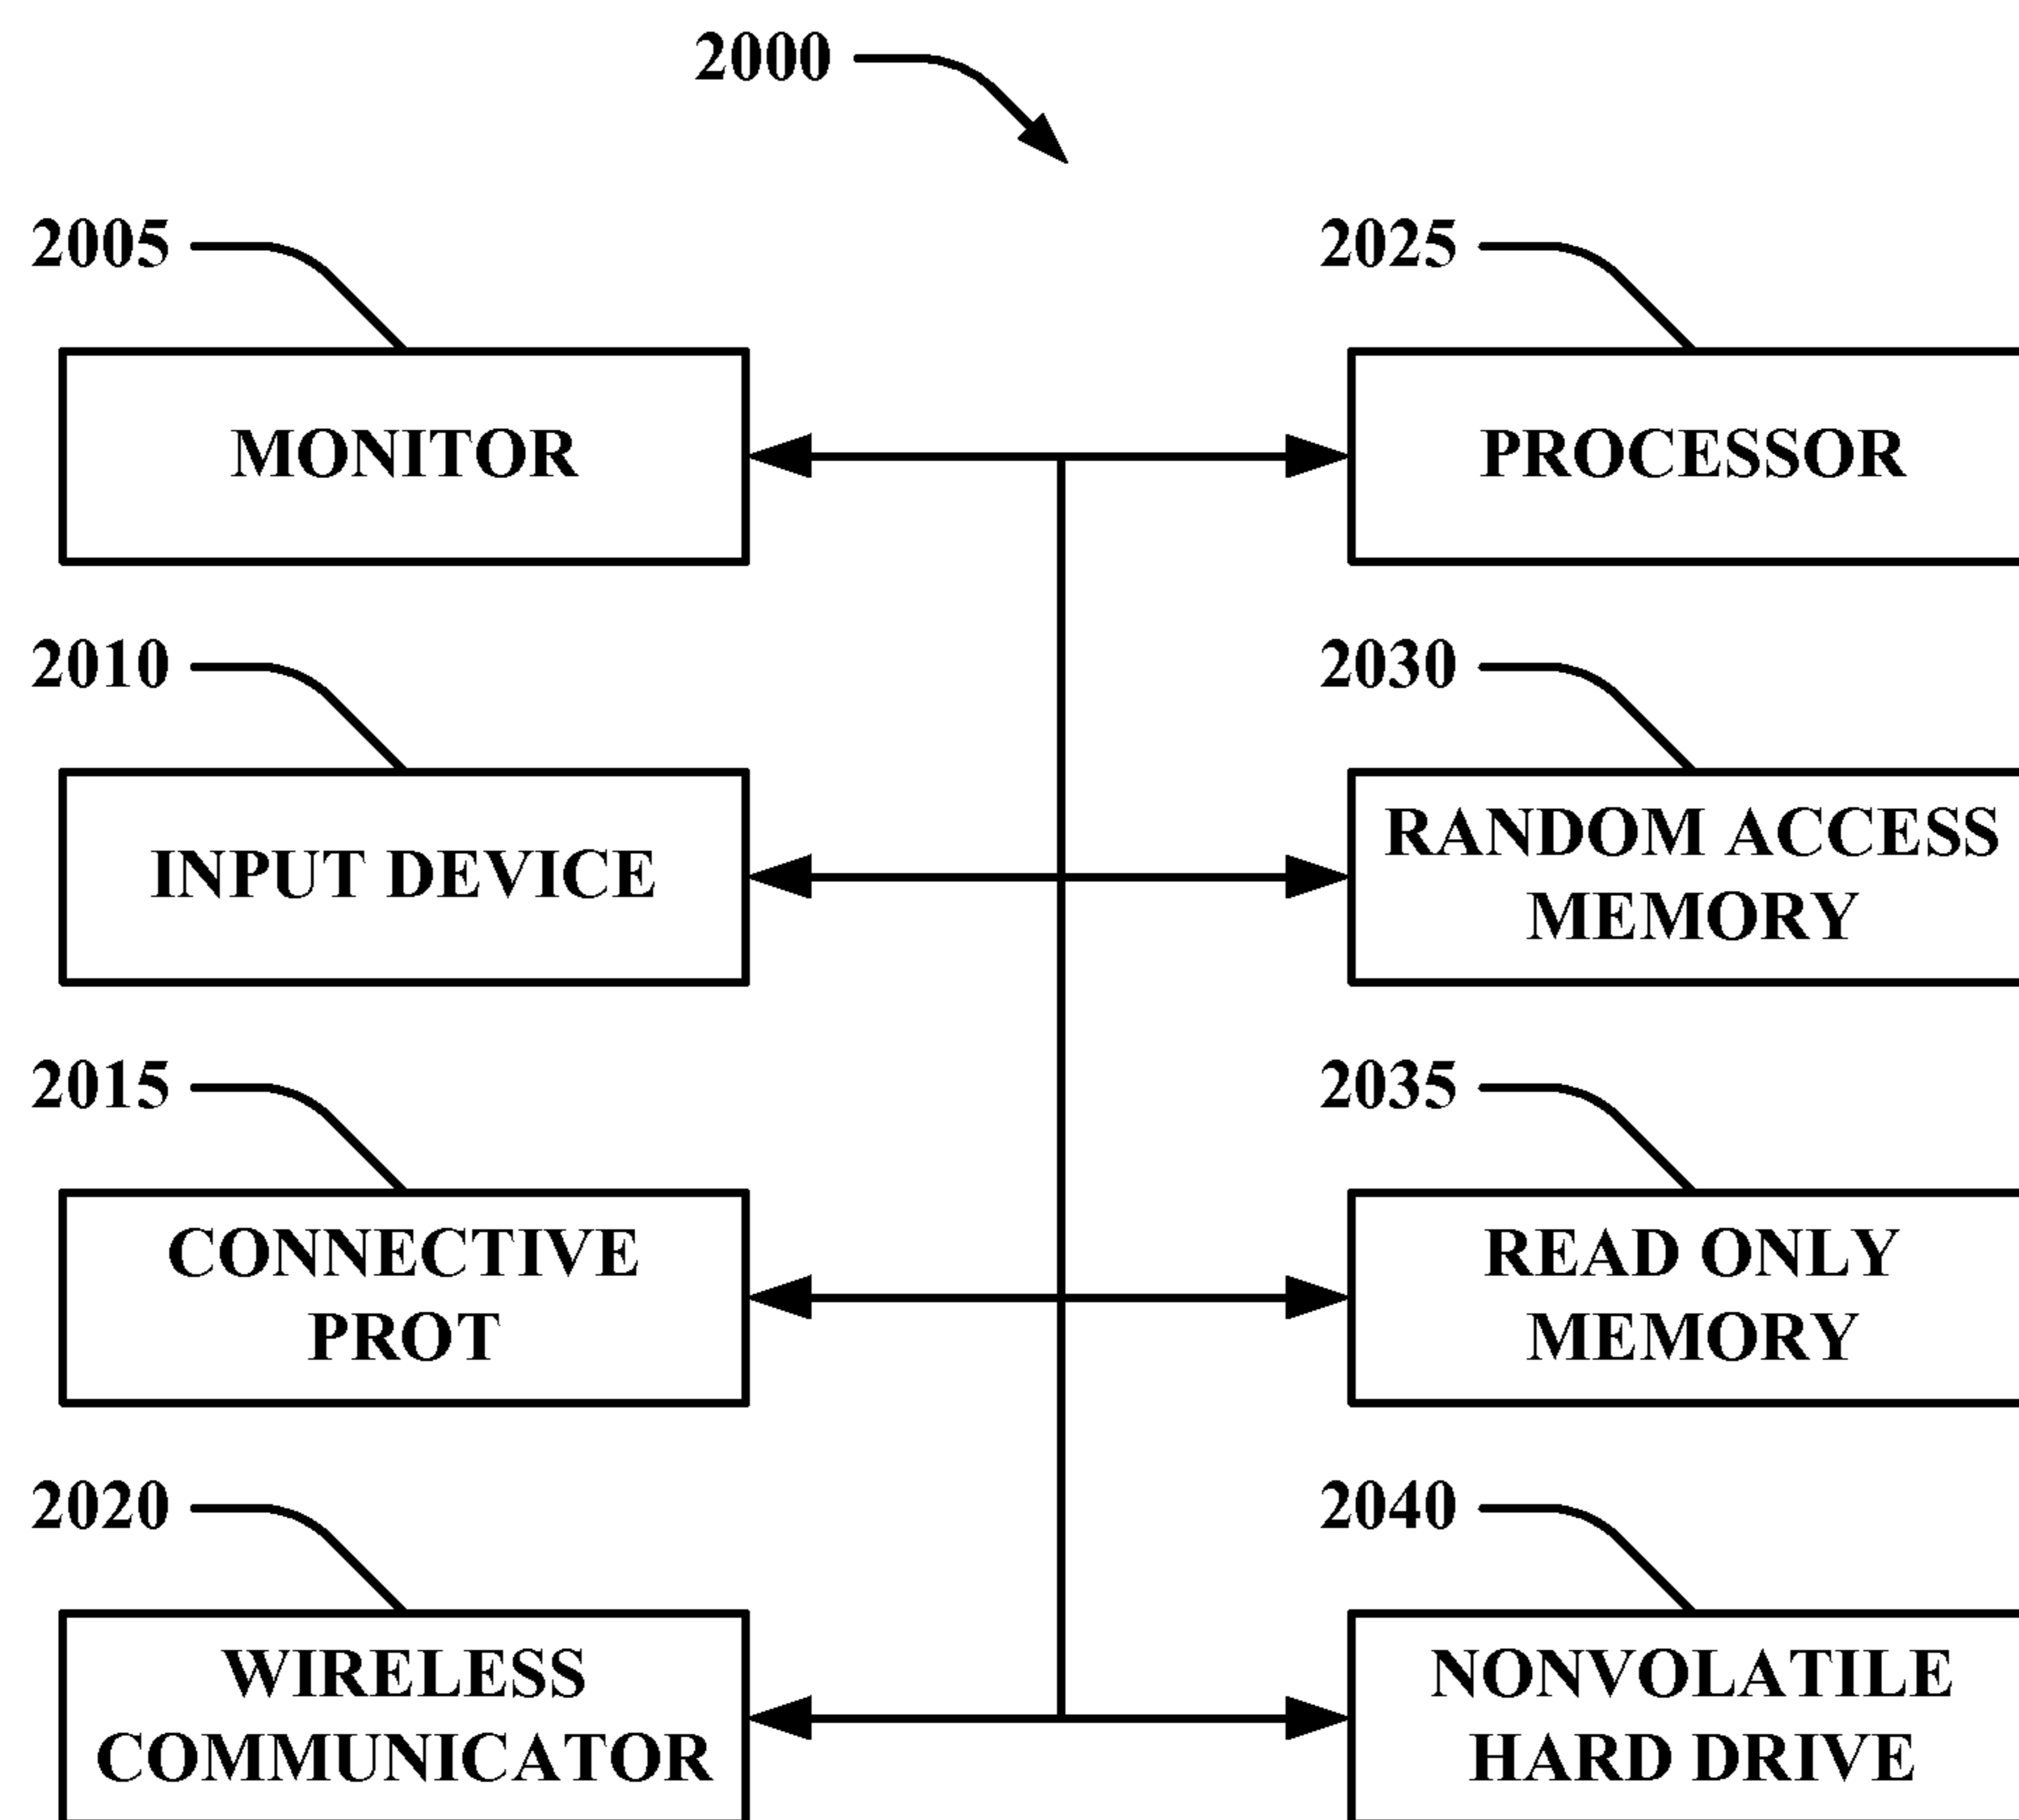 2000
2005
2025
MONITOR
PROCESSOR
2010
2030
INPUT DEVICE
RANDOM ACCESS
MEMORY
2015
2035
CONNECTIVE
PROT
READ ONLY
MEMORY
2020
2040
WIRELESS
COMMUNICATOR
NONVOLATILE
HARD DRIVE